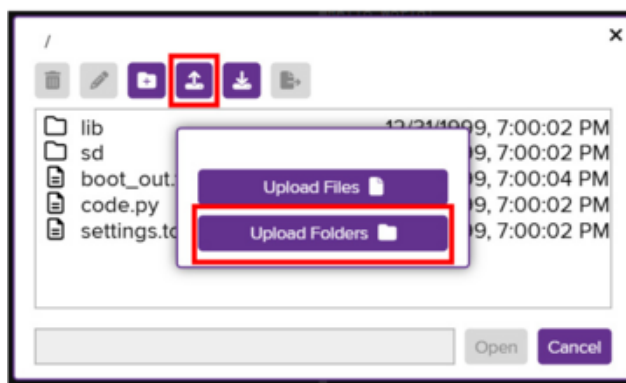 /
×
lib 12/31/1999, 7:00:02 PM
sd 99, 7:00:02 PM
boot_out. 99, 7:00:04 PM
code.py 99, 7:00:02 PM
settings.to 99, 7:00:02 PM
Upload Files
Upload Folders
Open Cancel